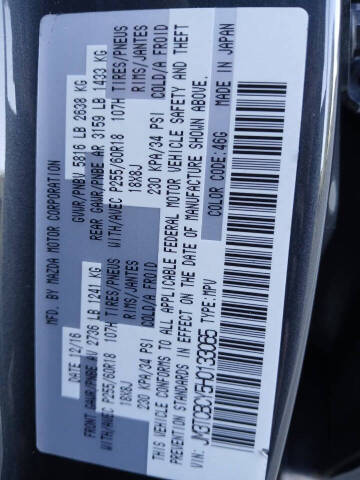 MFD BY MAZDA MOTOR CORPORATION
DATE 12/16 GVWR/PNBV 5816 LB 2638 KG
FRONT GAWR/PNBE AV 2736 LB 1241 KG REAR GAWR/PNBE AR 3159 LB 1433 KG
WITH/AVEC P255/60R18 107H TIRES/PNEUS WITH/AVEC P255/60R18 107H TIRES/PNEUS
18X8J RIMS/JANTES 18X8J RIMS/JANTES
230 KPA/34 PSI COLD/A FROID 230 KPA/34 PSI COLD/A FROID
THIS VEHICLE CONFORMS TO ALL APPLICABLE FEDERAL MOTOR VEHICLE SAFETY AND THEFT
PREVENTION STANDARDS IN EFFECT ON THE DATE OF MANUFACTURE SHOWN ABOVE.
VIN: JM3TCBCY5H0133065 TYPE:MPV COLOR CODE:46G MADE IN JAPAN